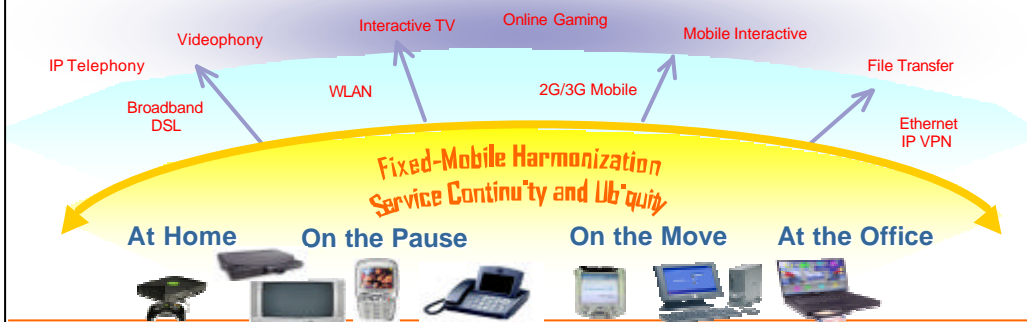 Interactive TV
Online Gaming
Videophony
Mobile Interactive
IP Telephony
File Transfer
WLAN
2G/3G Mobile
Broadband
DSL
Ethernet
IP VPN
Fixed-Mobile Harmonization
Service Continuity and Ubiquity
At Home
On the Pause
On the Move
At the Office